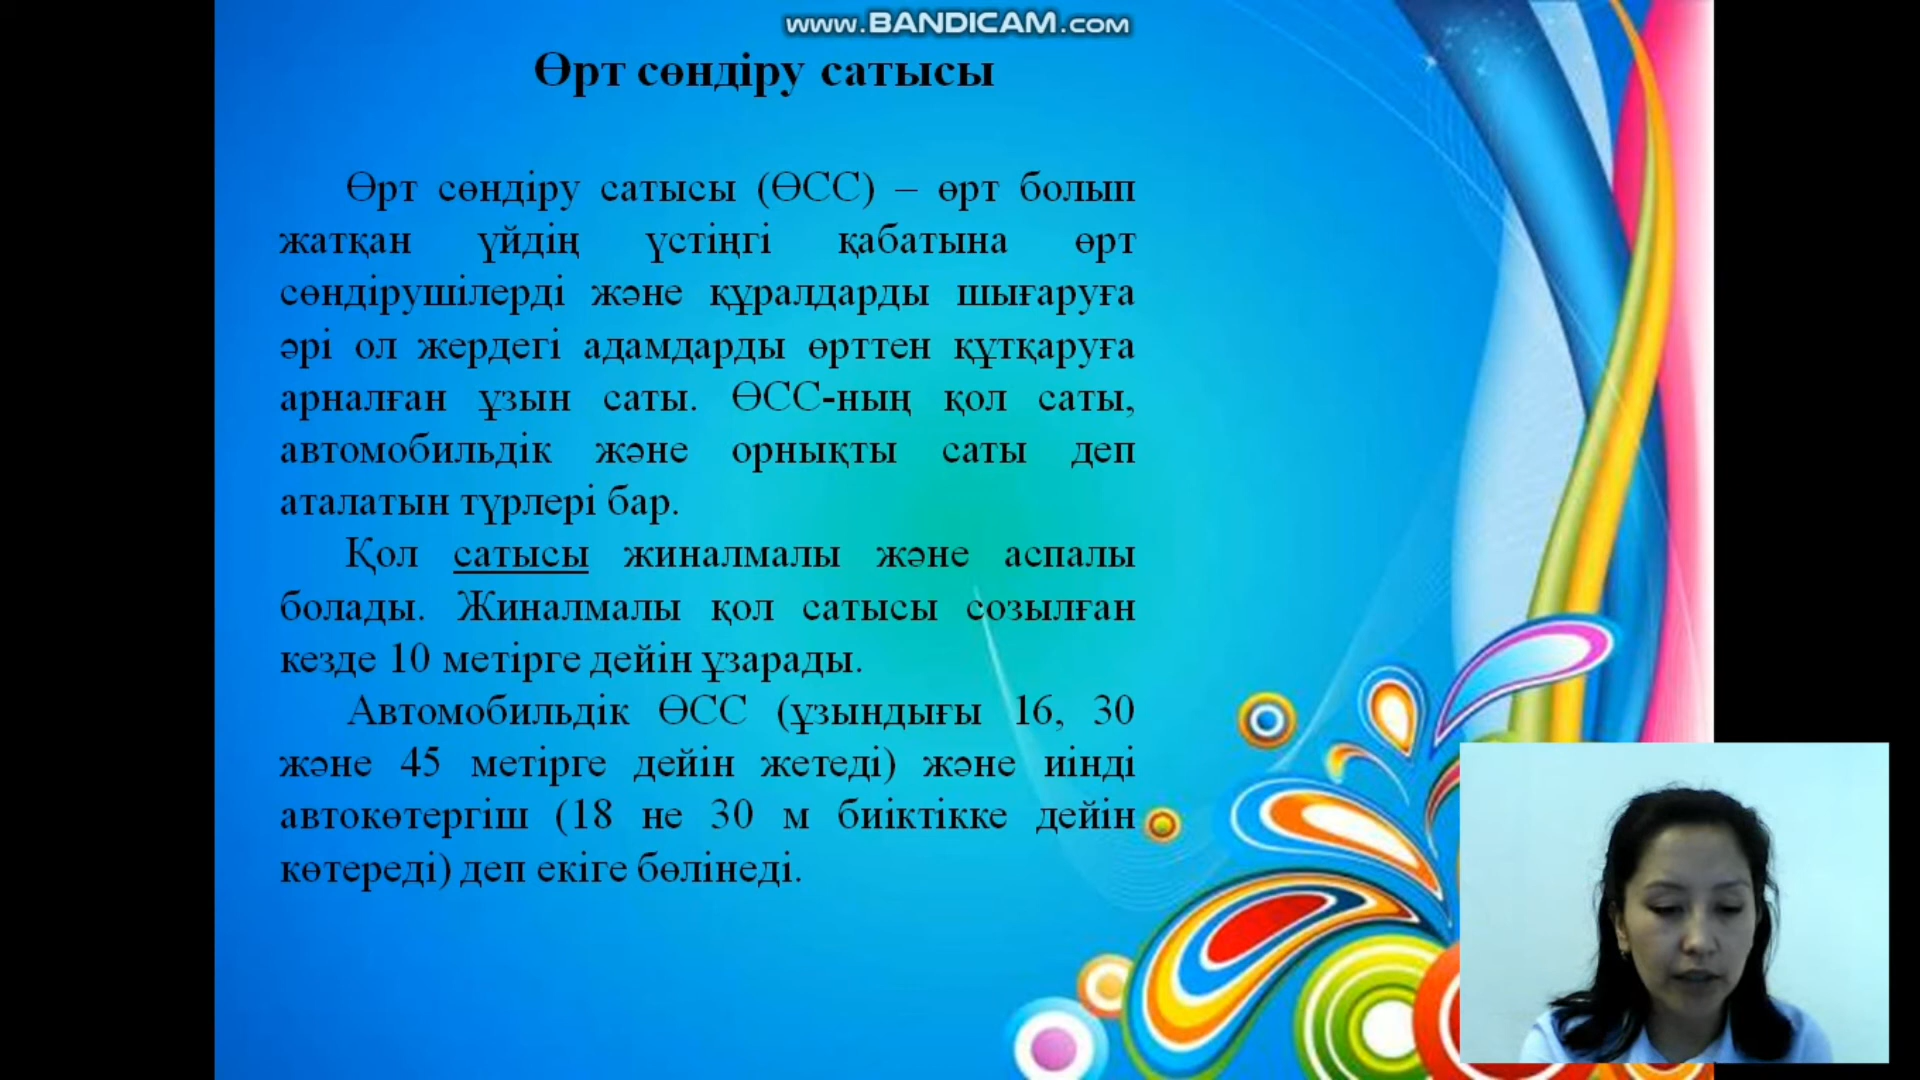 www.BANDICAM.com
Өрт сөндіру сатысы
Өрт сөндіру сатысы (ӨСС) – өрт болып
жатқан үйдің үстіңгі қабатына өрт
сөндірушілерді және құралдарды шығаруға
әрі ол жердегі адамдарды өрттен құтқаруға
арналған ұзын саты. ӨСС-ның қол саты,
автомобильдік және орнықты саты деп
аталатын түрлері бар.
Қол сатысы жиналмалы және аспалы
болады. Жиналмалы қол сатысы созылған
кезде 10 метірге дейін ұзарады.
Автомобильдік ӨСС (ұзындығы 16, 30
және 45 метірге дейін жетеді) және иінді
автокөтергіш (18 не 30 м биіктікке дейін
көтереді) деп екіге бөлінеді.